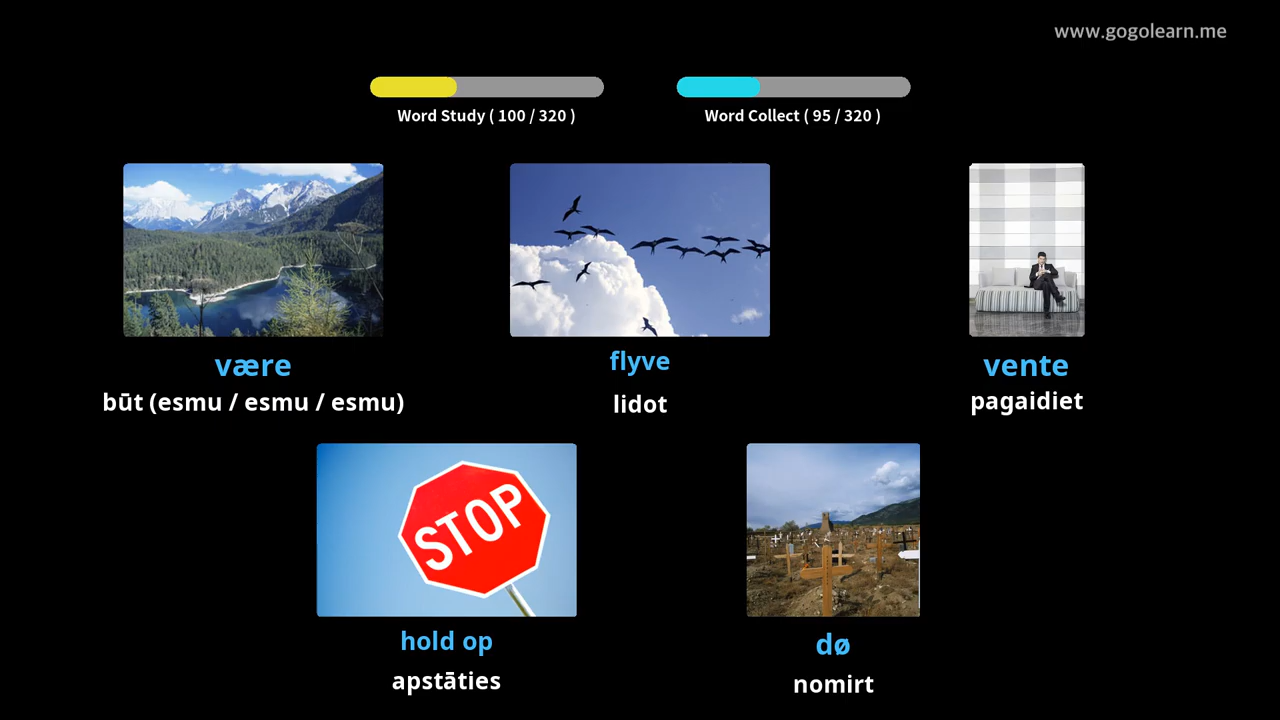 www.gogolearn.me
Word Study ( 100 / 320 )
Word Collect ( 95 / 320 )
være
būt (esmu / esmu / esmu)
flyve
lidot
vente
pagaidiet
STOP
hold op
apstāties
dø
nomirt